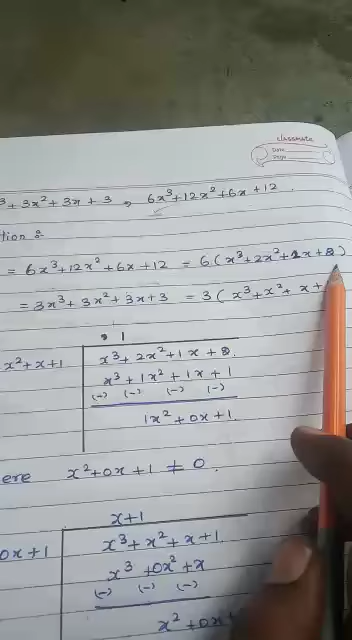 classmate
Date
Page
3 + 3x² + 3x + 3 , 6x³+12x²+6x+12
tion :
= 6x³+12x²+6x+12 = 6(x³+2x²+1x+2)
= 3x³+3x²+3x+3 = 3(x³+x²+x+
1
x²+x+1 x³+2x²+1x+2
x³+1x²+1x+1
(-) (-) (-) (-)
1x²+0x+1
ere x²+0x+1 ≠ 0.
x+1
0x+1 x³+x²+x+1
x³+0x²+x
(-) (-) (-)
x²+0x+